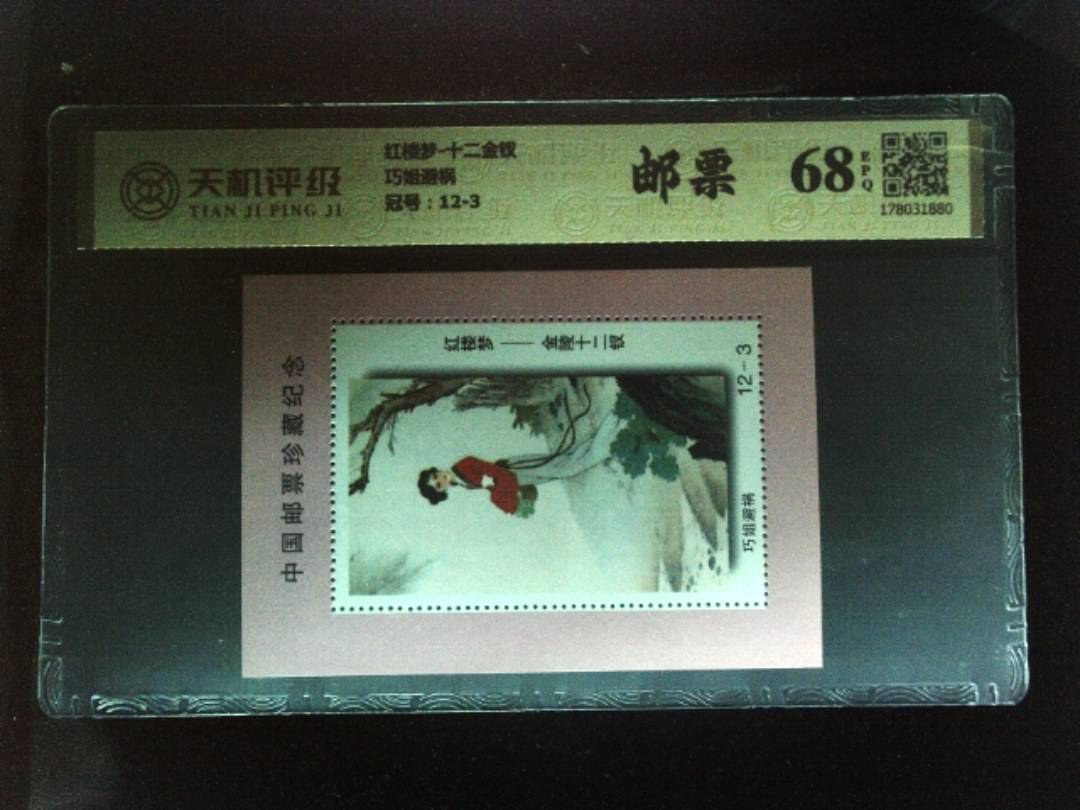 天机评级
TIAN JI PING JI
红楼梦-十二金钗
巧姐避祸
冠号：12-3
邮票
68
EPQ
178031880
中国邮票珍藏纪念
红楼梦——金陵十二钗
12-3
巧姐避祸